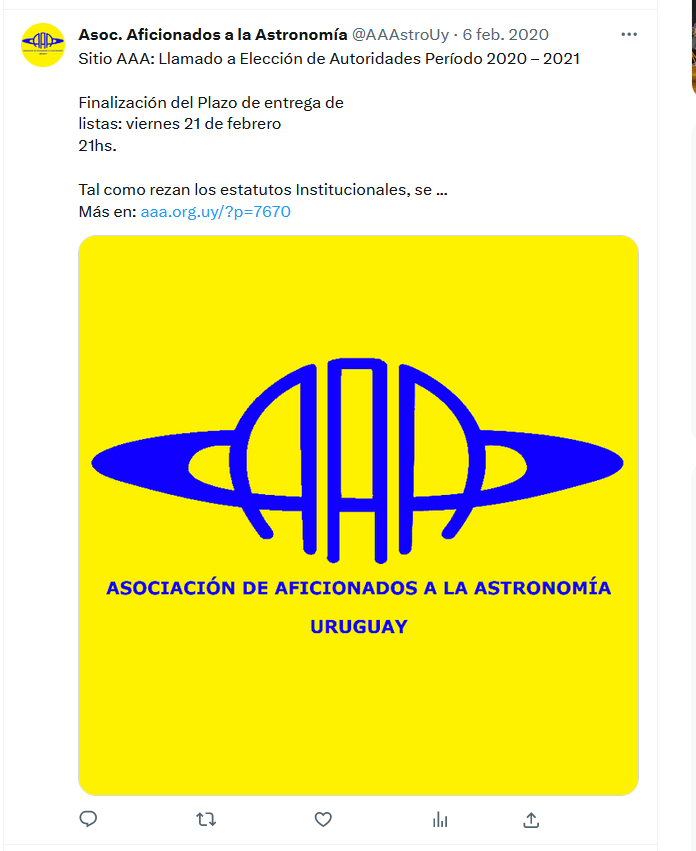 Asoc. Aficionados a la Astronomía @AAAstroUy · 6 feb. 2020
Sitio AAA: Llamado a Elección de Autoridades Período 2020 – 2021
Finalización del Plazo de entrega de
listas: viernes 21 de febrero
21hs.
Tal como rezan los estatutos Institucionales, se ...
Más en: aaa.org.uy/?p=7670
AAA
ASOCIACIÓN DE AFICIONADOS A LA ASTRONOMÍA
URUGUAY